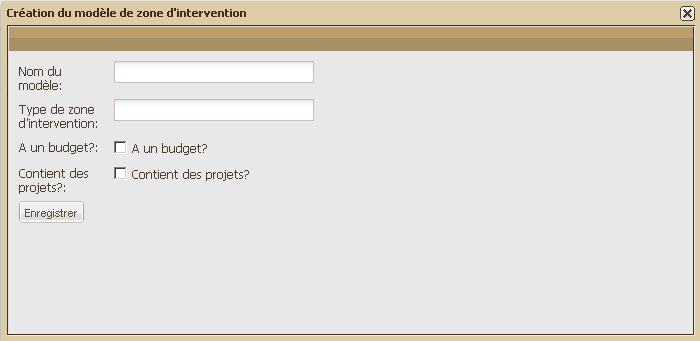 Création du modèle de zone d'intervention
Nom du
modèle:
Type de zone
d'intervention:
A un budget?: A un budget?
Contient des
projets?: Contient des projets?
Enregistrer